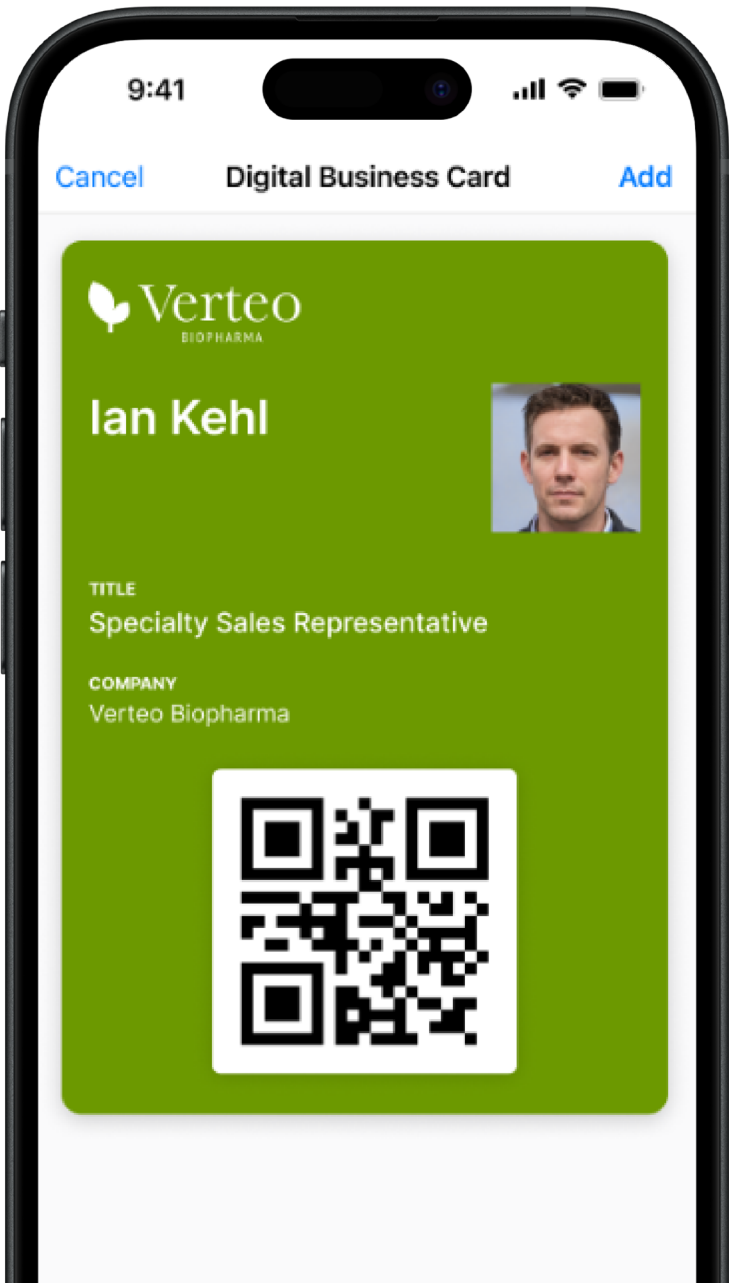 9:41
Cancel Digital Business Card Add
Verteo
BIOPHARMA
Ian Kehl
TITLE
Specialty Sales Representative
COMPANY
Verteo Biopharma